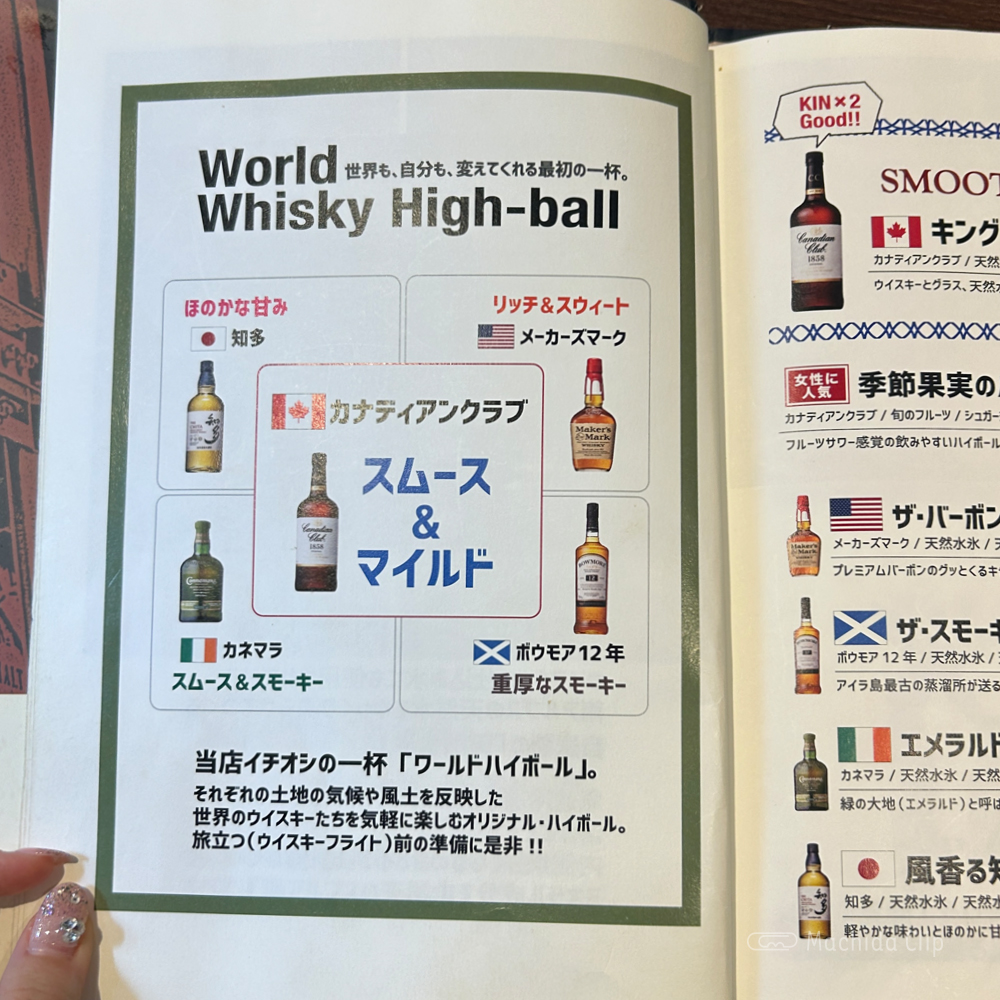 World 世界も、自分も、変えてくれる最初の一杯。
Whisky High-ball
ほのかな甘み
知多
リッチ&スウィート
メーカーズマーク
Maker's
Mark
カナディアンクラブ
スムース
&
マイルド
Canadian
Club
1858
BOWMORE
12
カネマラ
スムース&スモーキー
ボウモア12年
重厚なスモーキー
当店イチオシの一杯「ワールドハイボール」。
それぞれの土地の気候や風土を反映した
世界のウイスキーたちを気軽に楽しむオリジナル・ハイボール。
旅立つ(ウイスキーフライト)前の準備に是非!!
KIN×2
Good!!
SMOOT
Canadian
Club
1858
キング
カナディアンクラブ / 天然
ウイスキーとグラス、天然
女性に
人気
季節果実の
カナディアンクラブ / 旬のフルーツ / シュガー
フルーツサワー感覚の飲みやすいハイボール
ザ・バーボン
メーカーズマーク / 天然水氷 /
プレミアムバーボンのグッとくるキ
ザ・スモーキ
ボウモア12年 / 天然水氷 /
アイラ島最古の蒸溜所が送る
エメラルド
カネマラ / 天然水氷 / 天然
緑の大地(エメラルド)と呼ば
風香る知
知多 / 天然水氷 / 天然
軽やかな味わいとほのかに甘
Machida Clip